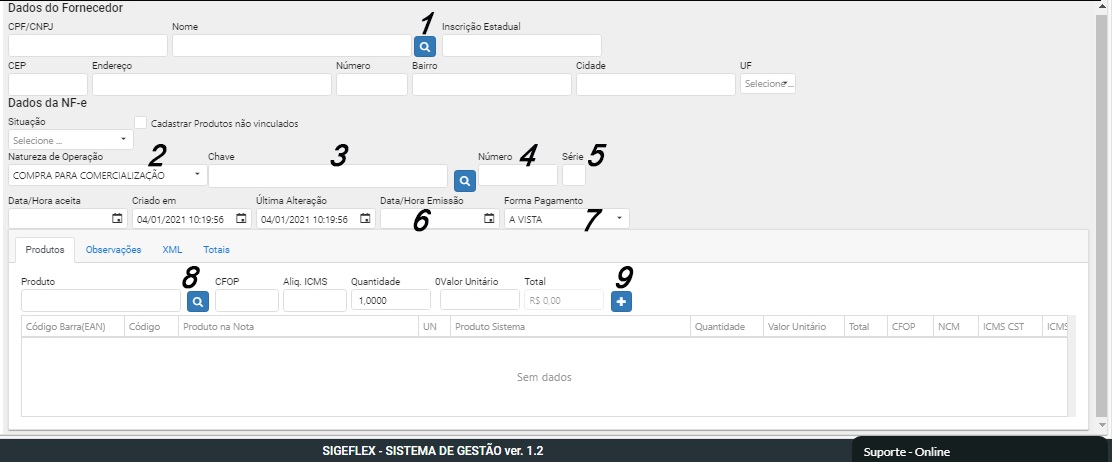 Dados do Fornecedor
CPF/CNPJ Nome 1 Inscrição Estadual
CEP Endereço Número Bairro Cidade UF
Selecione ...
Dados da NF-e
Situação Cadastrar Produtos não vinculados
Selecione ...
Natureza de Operação 2 Chave 3 Número 4 Série 5
COMPRA PARA COMERCIALIZAÇÃO
Data/Hora aceita Criado em Última Alteração Data/Hora Emissão Forma Pagamento
04/01/2021 10:19:56 04/01/2021 10:19:56 6 A VISTA 7
Produtos Observações XML Totais
Produto 8 CFOP Aliq. ICMS Quantidade 0Valor Unitário Total 9
1,0000 R$ 0,00
Código Barra(EAN) Código Produto na Nota UN Produto Sistema Quantidade Valor Unitário Total CFOP NCM ICMS CST ICMS
Sem dados
SIGEFLEX - SISTEMA DE GESTÃO ver. 1.2 Suporte - Online